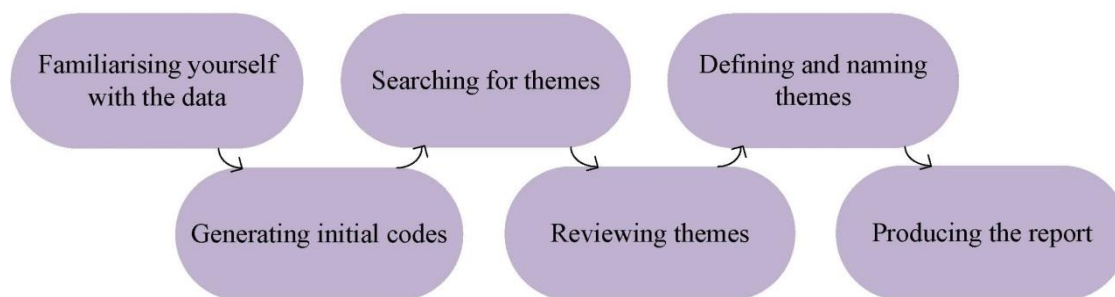 Familiarising yourself
with the data
Generating initial codes
Searching for themes
Reviewing themes
Defining and naming
themes
Producing the report